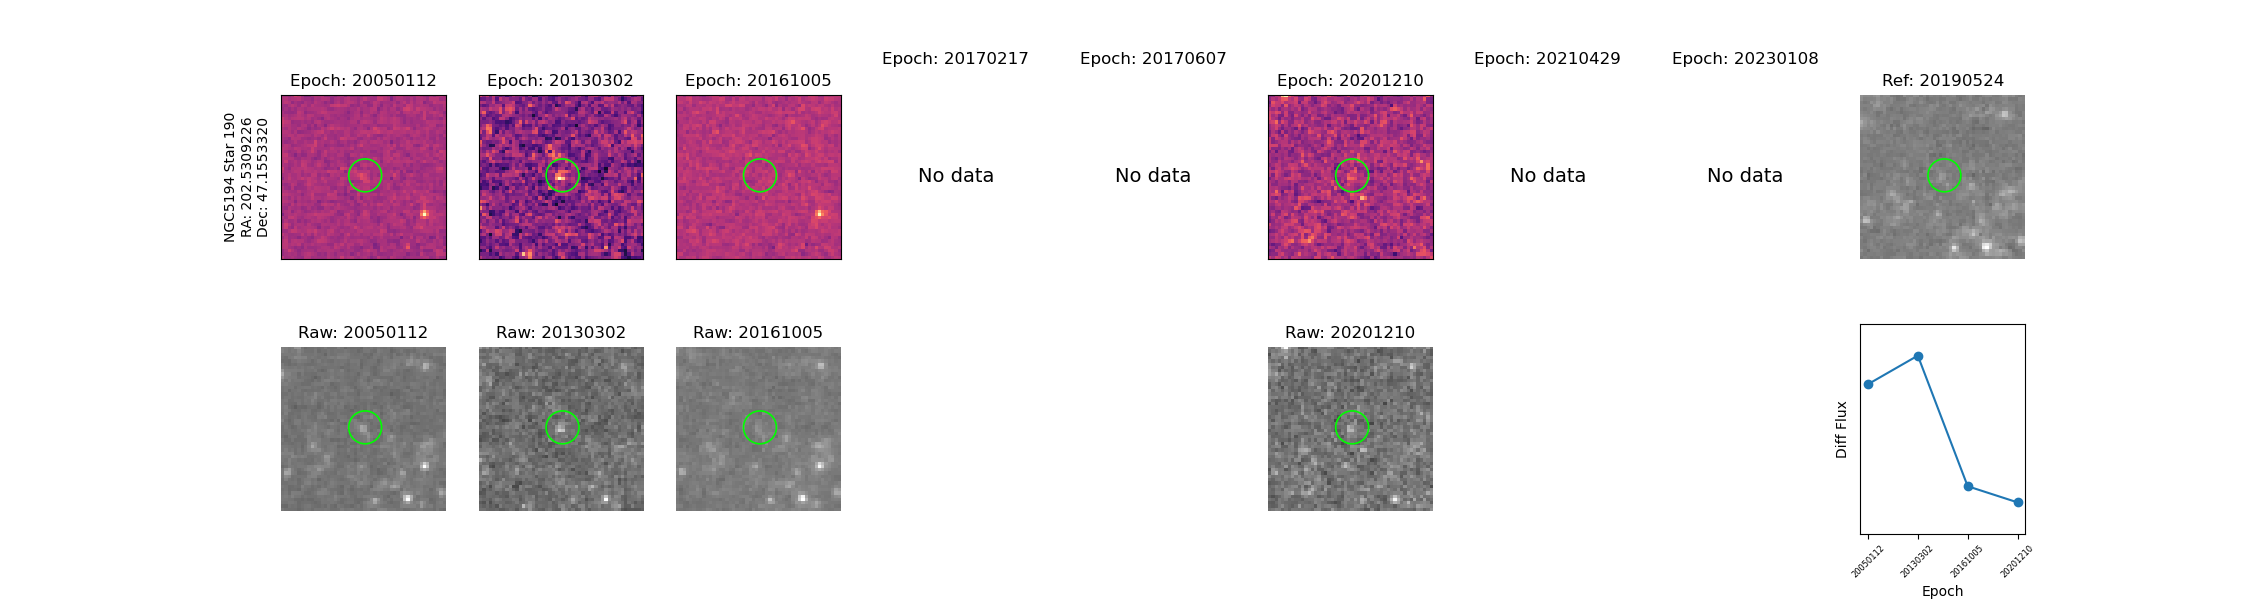 Epoch: 20170217
Epoch: 20170607
Epoch: 20210429
Epoch: 20230108
Epoch: 20050112
Epoch: 20130302
Epoch: 20161005
Epoch: 20201210
Ref: 20190524
NGC5194 Star 190
RA: 202.5309226
Dec: 47.1553320
No data
No data
No data
No data
Raw: 20050112
Raw: 20130302
Raw: 20161005
Raw: 20201210
Diff Flux
20050112
20130302
20161005
20201210
Epoch